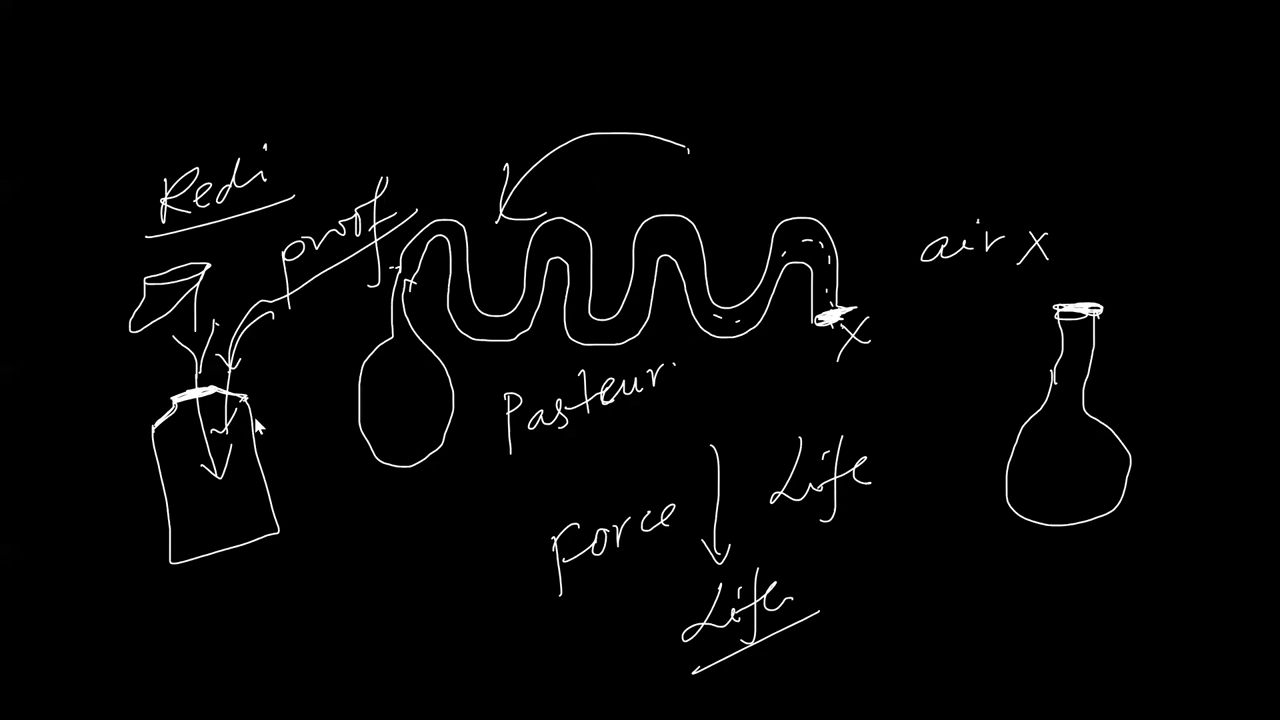 Redi
proof
air X
X
Pasteur
Life
Force
Life